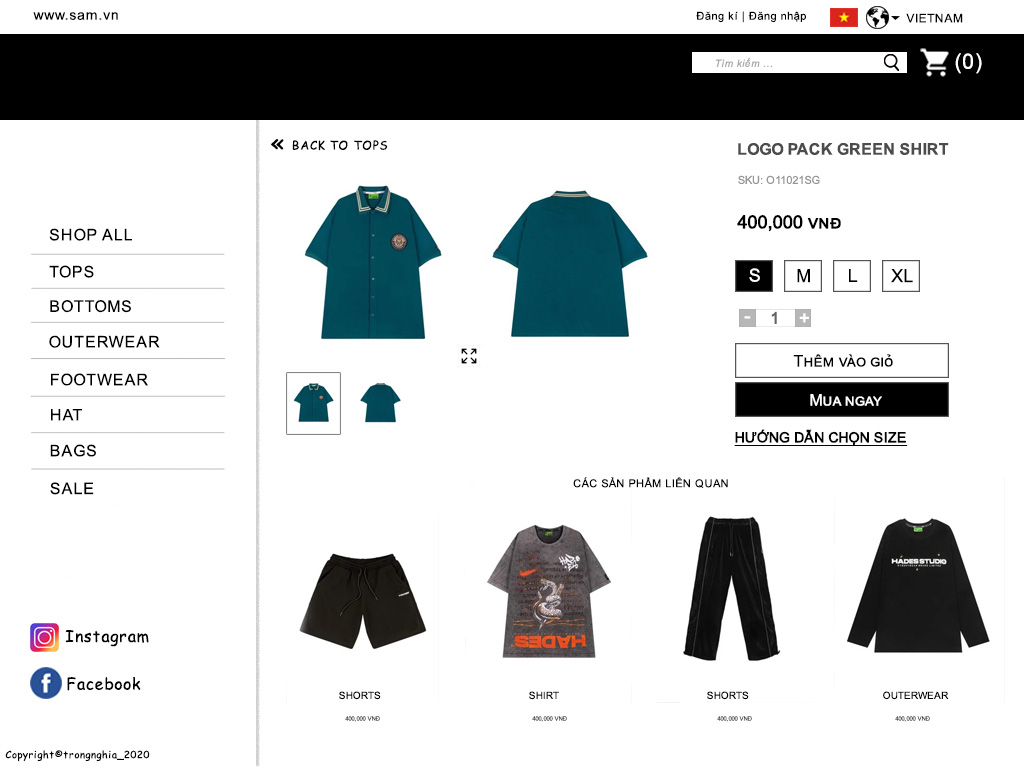 www.sam.vn
Đăng kí | Đăng nhập
VIETNAM
Tìm kiếm ...
(0)
BACK TO TOPS
LOGO PACK GREEN SHIRT
SKU: O11021SG
400,000 VNĐ
S M L XL
- 1 +
THÊM VÀO GIỎ
MUA NGAY
HƯỚNG DẪN CHỌN SIZE
SHOP ALL
TOPS
BOTTOMS
OUTERWEAR
FOOTWEAR
HAT
BAGS
SALE
Instagram
Facebook
Copyright©trongnghia_2020
CÁC SẢN PHẨM LIÊN QUAN
HADES
HADES STUDIO
SHORTS
SHIRT
SHORTS
OUTERWEAR
400,000 VNĐ
400,000 VNĐ
400,000 VNĐ
400,000 VNĐ